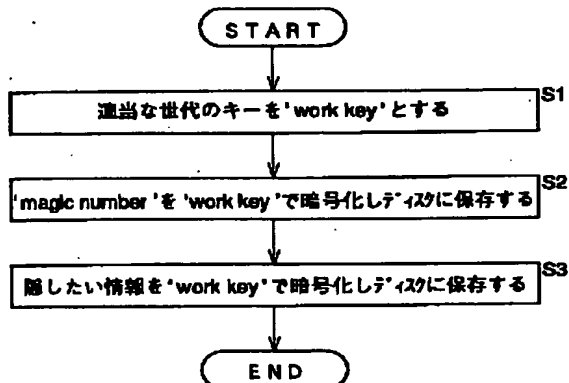 START
適当な世代のキーを'work key'とする
S1
'magic number'を'work key'で暗号化しディスクに保存する
S2
隠したい情報を'work key'で暗号化しディスクに保存する
S3
END